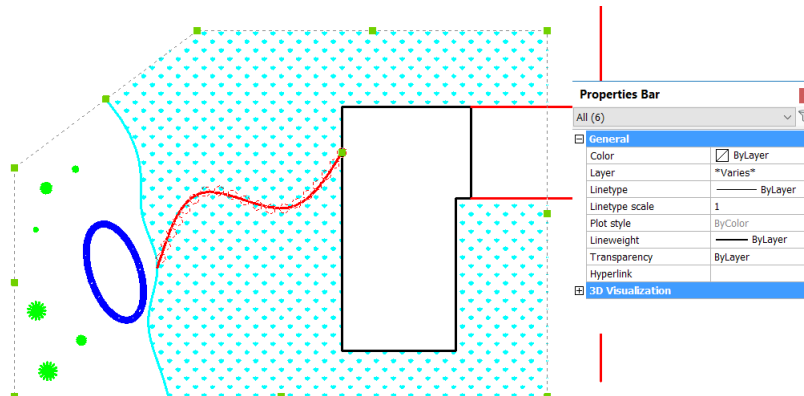 Properties Bar
All (6)
General
Color ByLayer
Layer *Varies*
Linetype ByLayer
Linetype scale 1
Plot style ByColor
Lineweight ByLayer
Transparency ByLayer
Hyperlink
3D Visualization